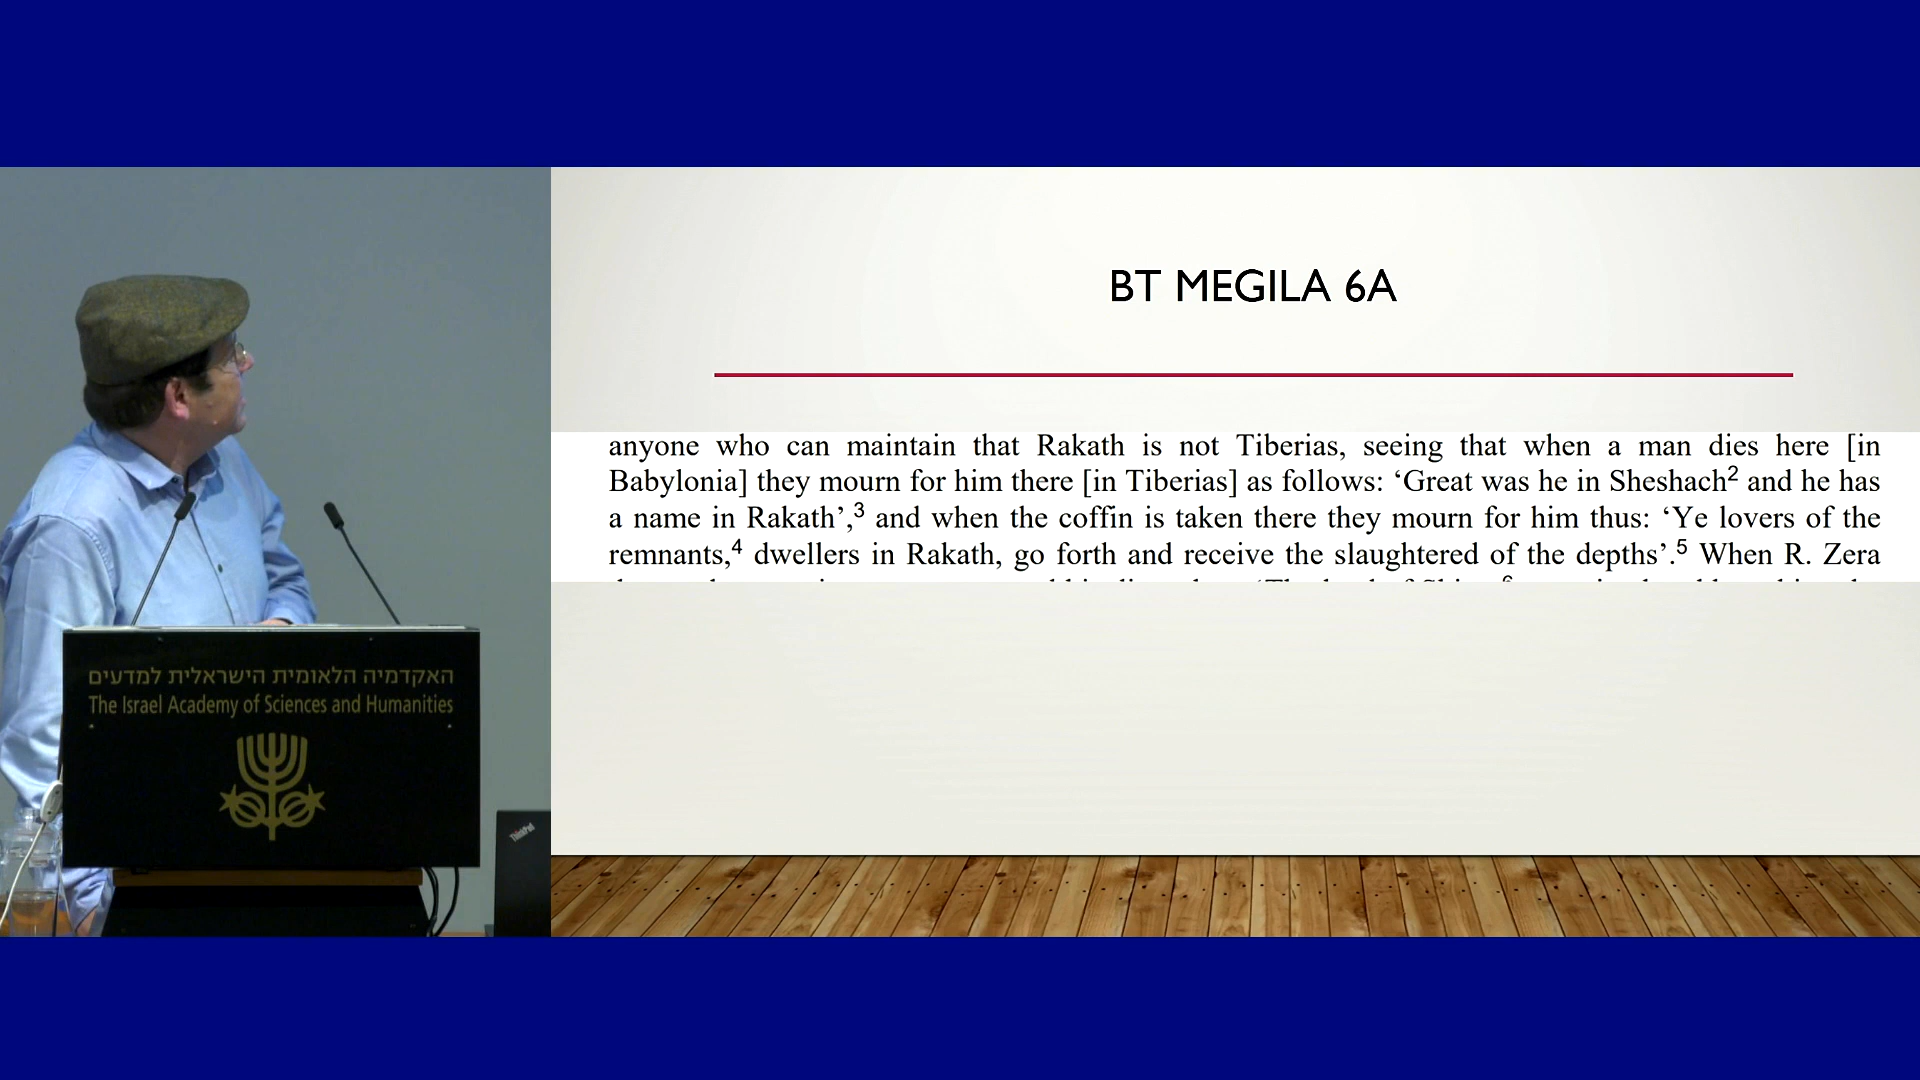 BT MEGILA 6A
anyone who can maintain that Rakath is not Tiberias, seeing that when a man dies here [in
Babylonia] they mourn for him there [in Tiberias] as follows: ‘Great was he in Sheshach² and he has
a name in Rakath’,³ and when the coffin is taken there they mourn for him thus: ‘Ye lovers of the
remnants,⁴ dwellers in Rakath, go forth and receive the slaughtered of the depths’.⁵ When R. Zera
האקדמיה הלאומית הישראלית למדעים
The Israel Academy of Sciences and Humanities
ThinkPad